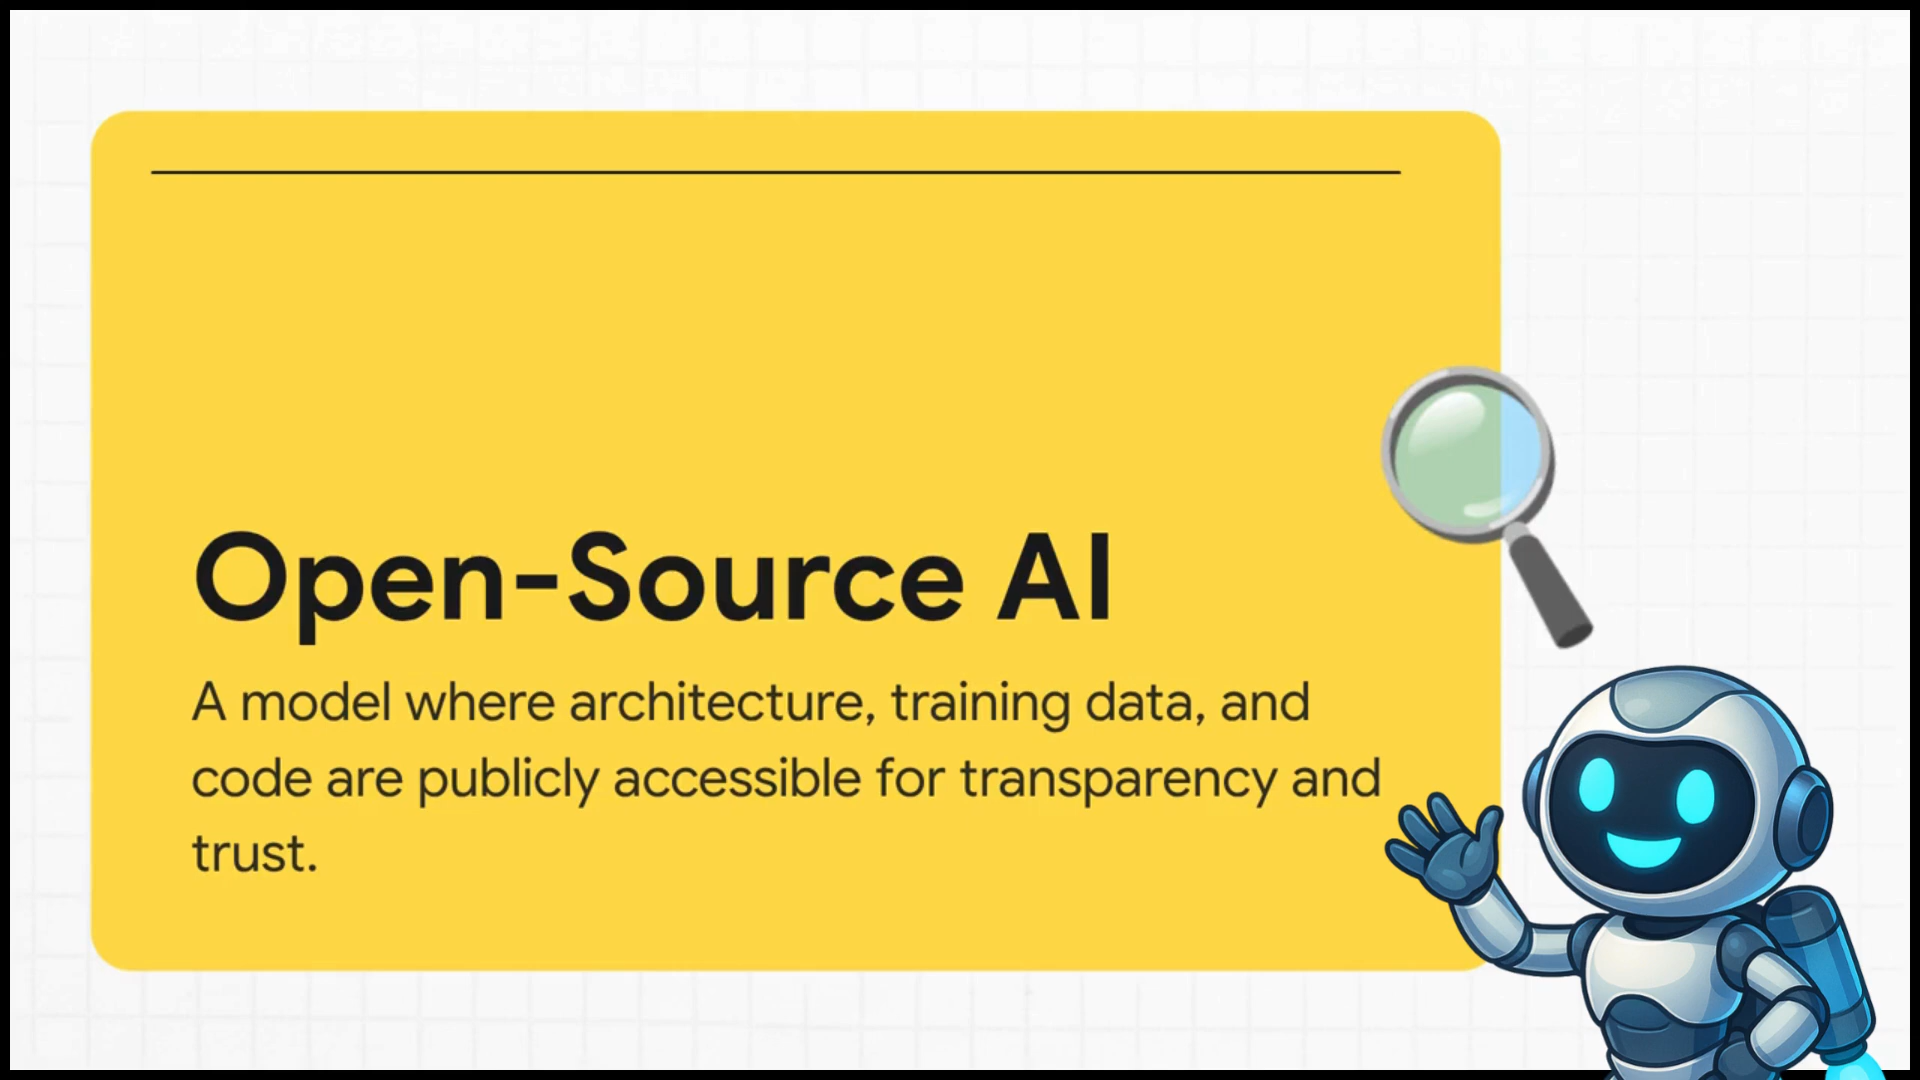 Open-Source AI
A model where architecture, training data, and
code are publicly accessible for transparency and
trust.